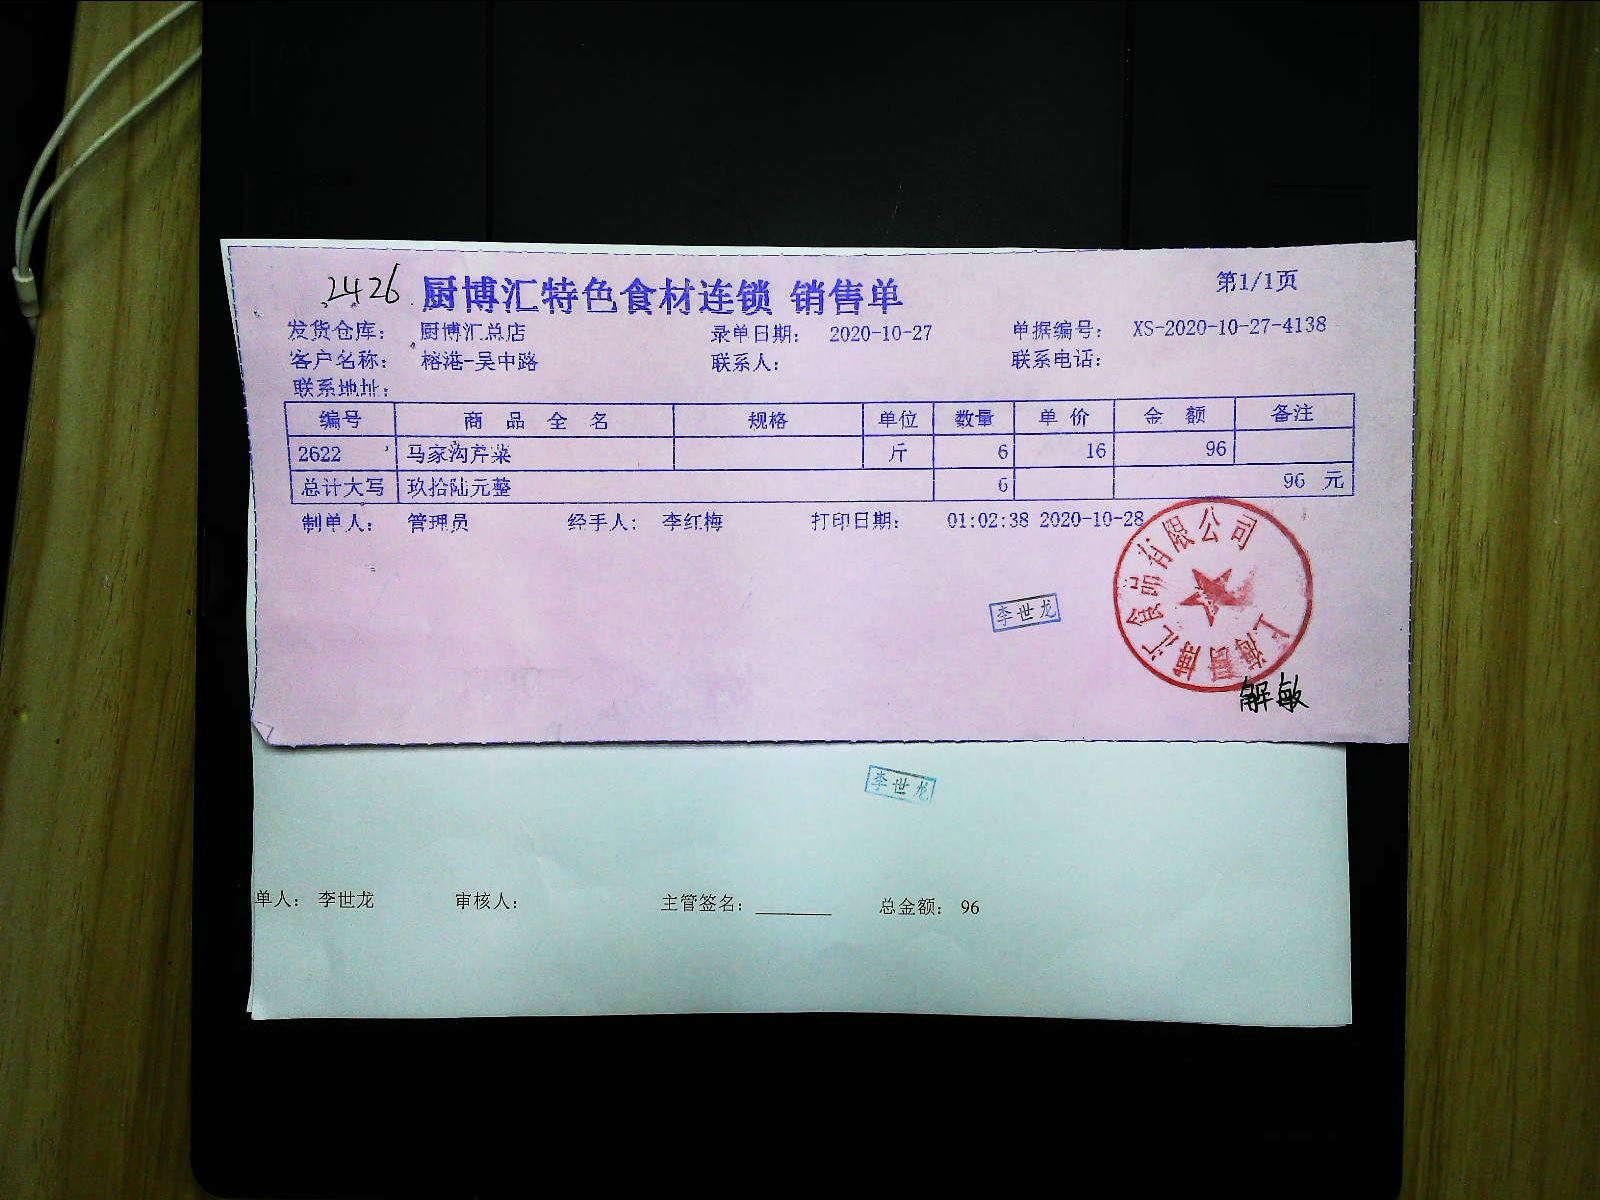 2426 厨博汇特色食材连锁 销售单 第1/1页
发货仓库： 厨博汇总店 录单日期： 2020-10-27 单据编号： XS-2020-10-27-4138
客户名称： 榕港-吴中路 联系人： 联系电话：
联系地址：
编号 商品全名 规格 单位 数量 单价 金额 备注
2622 马家沟芹菜 斤 6 16 96
总计大写 玖拾陆元整 6 96 元
制单人： 管理员 经手人： 李红梅 打印日期： 01:02:38 2020-10-28
上海厨博汇食品有限公司
李世龙
解敏
李世龙
单人： 李世龙 审核人： 主管签名： 总金额： 96